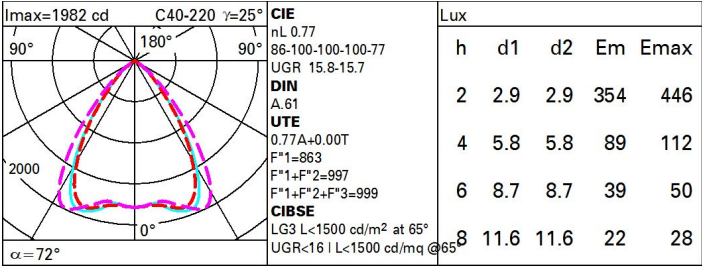 Imax=1982 cd C40-220 γ=25°
90° 180° 90°
2000
0°
α=72°
CIE
nL 0.77
86-100-100-100-77
UGR 15.8-15.7
DIN
A.61
UTE
0.77A+0.00T
F"1=863
F"1+F"2=997
F"1+F"2+F"3=999
CIBSE
LG3 L<1500 cd/m² at 65°
UGR<16 | L<1500 cd/mq @65°
Lux
h d1 d2 Em Emax
2 2.9 2.9 354 446
4 5.8 5.8 89 112
6 8.7 8.7 39 50
8 11.6 11.6 22 28